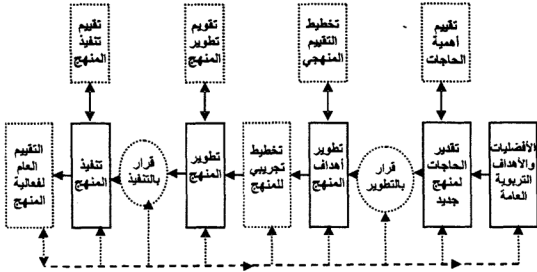 تقييم
أهمية
الحاجات
تخطيط
التقييم
المنهجي
تقويم
تطوير
المنهج
تقييم
تنفيذ
المنهج
الأفضليات
والأهداف
التربوية
العامة
تقدير
الحاجات
لمنهج
جديد
قرار
بالتطوير
تطوير
أهداف
المنهج
تخطيط
تجريبي
للمنهج
تطوير
المنهج
قرار
بالتنفيذ
تنفيذ
المنهج
التقييم
العام
لفعالية
المنهج